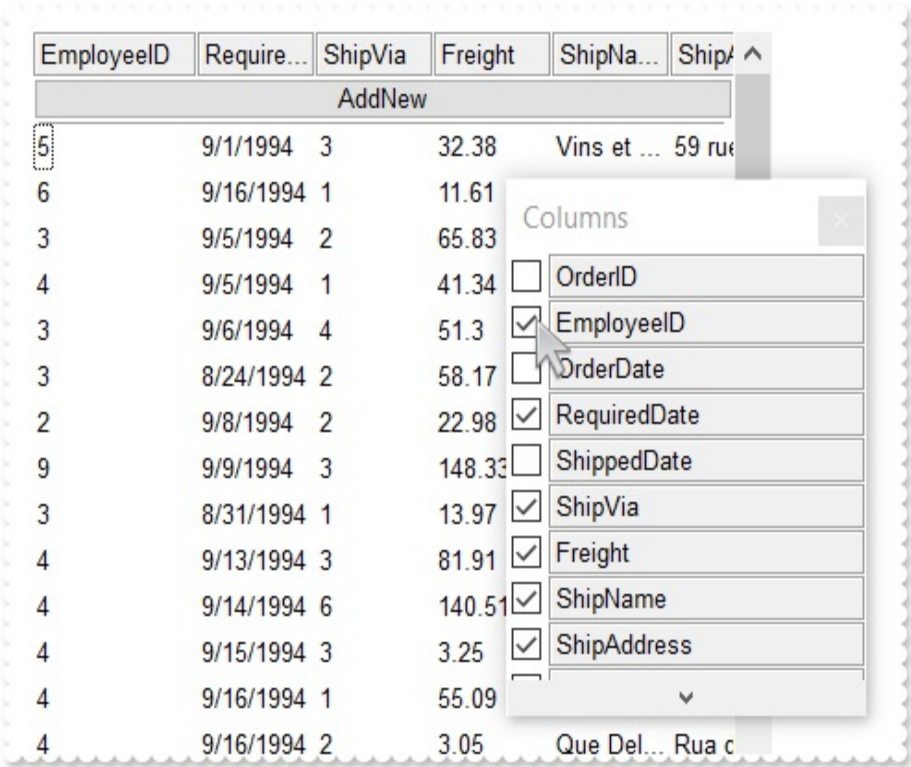 EmployeeID Require... ShipVia Freight ShipNa... ShipA
AddNew
5 9/1/1994 3 32.38 Vins et ... 59 rue
6 9/16/1994 1 11.61
3 9/5/1994 2 65.83
4 9/5/1994 1 41.34
3 9/6/1994 4 51.3
3 8/24/1994 2 58.17
2 9/8/1994 2 22.98
9 9/9/1994 3 148.33
3 8/31/1994 1 13.97
4 9/13/1994 3 81.91
4 9/14/1994 6 140.51
4 9/15/1994 3 3.25
4 9/16/1994 1 55.09
4 9/16/1994 2 3.05 Que Del... Rua d
Columns
OrderID
EmployeeID
OrderDate
RequiredDate
ShippedDate
ShipVia
Freight
ShipName
ShipAddress